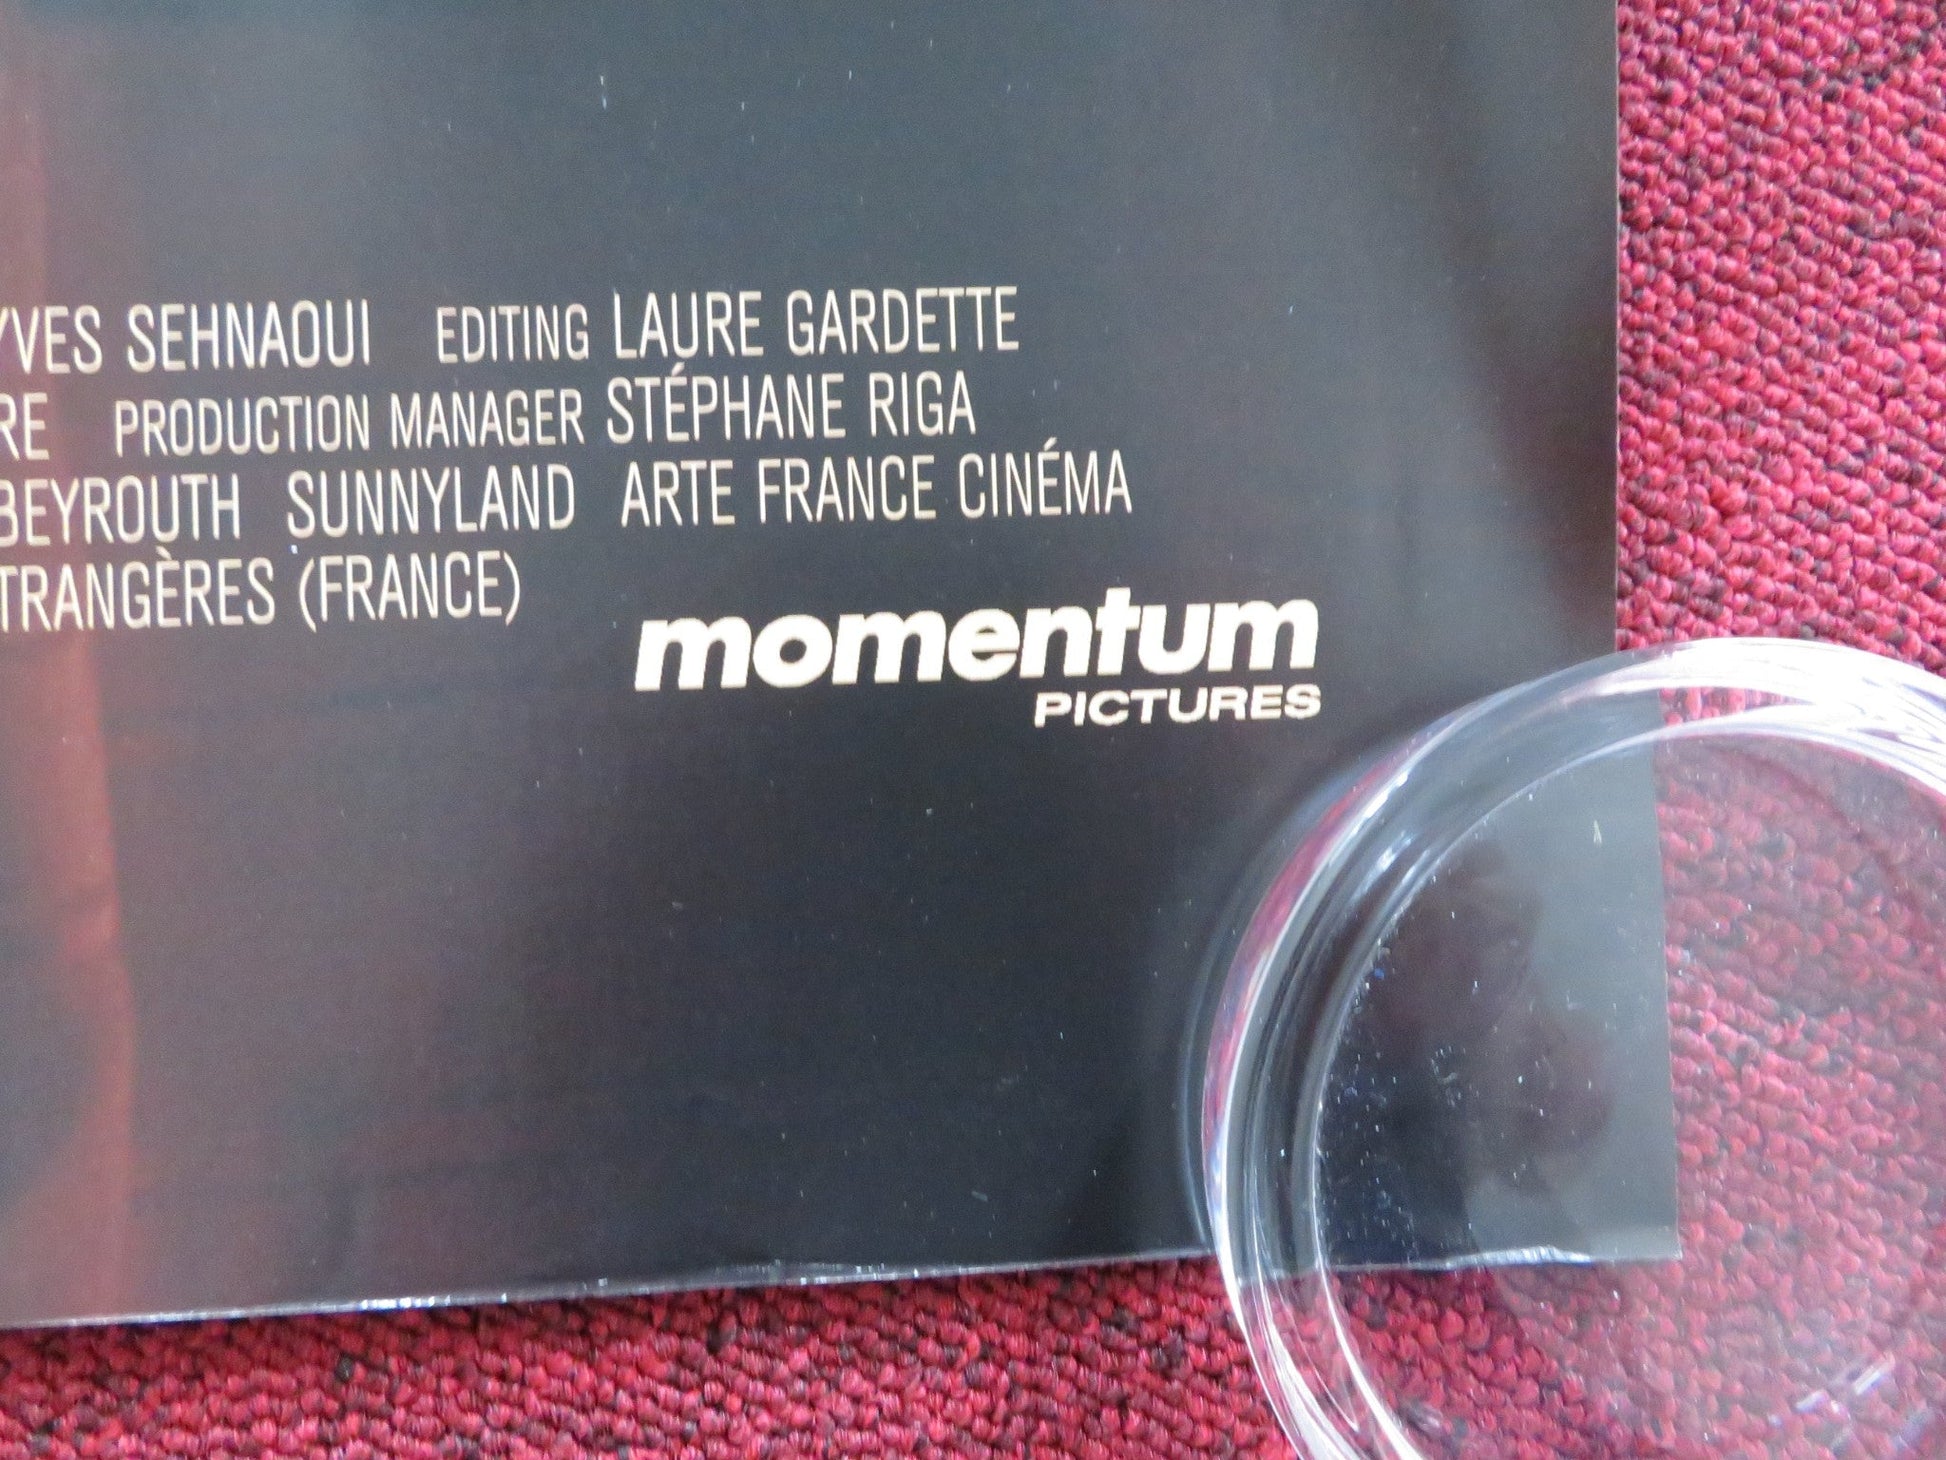 YVES SEHNAOUI EDITING LAURE GARDETTE
RE PRODUCTION MANAGER STÉPHANE RIGA
BEYROUTH SUNNYLAND ARTE FRANCE CINÉMA
TRANGÈRES (FRANCE)
momentum
PICTURES